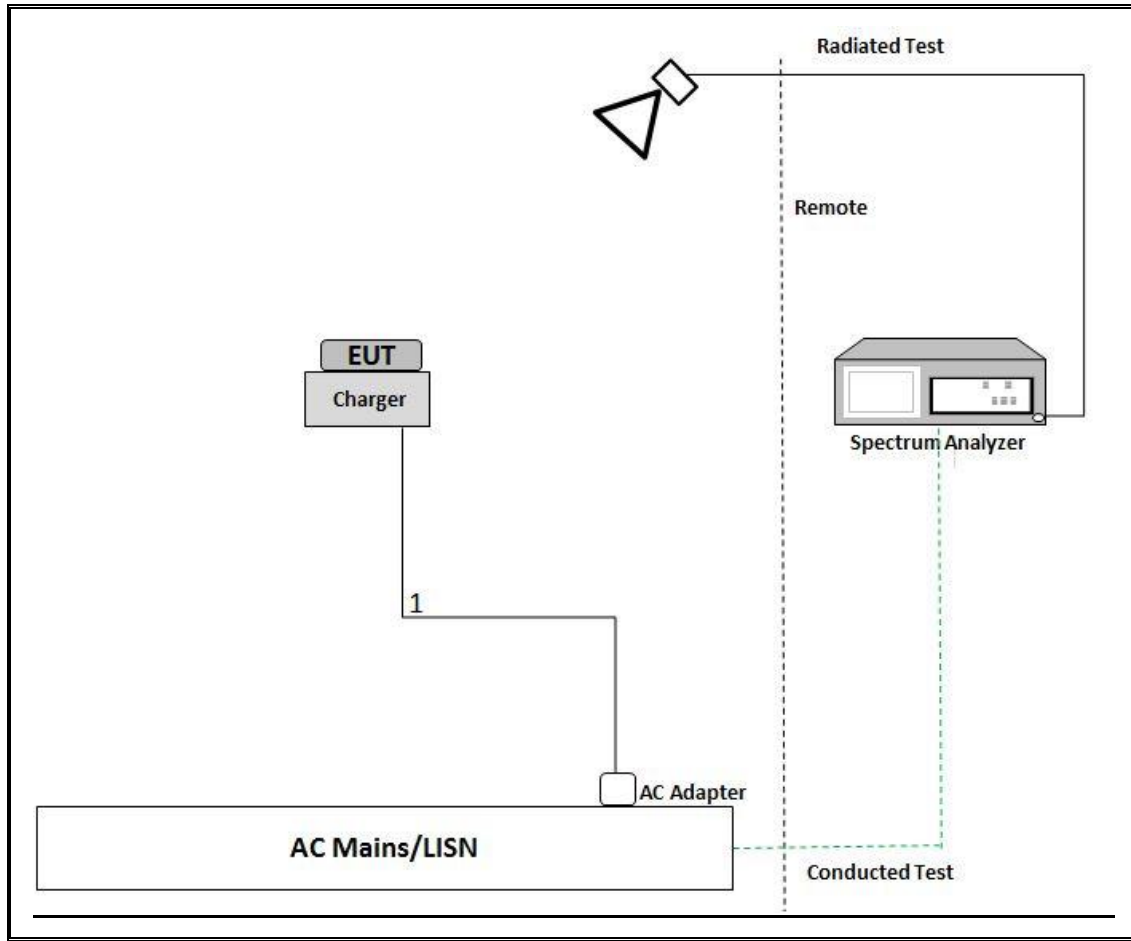 Radiated Test
Remote
EUT
Charger
Spectrum Analyzer
1
AC Adapter
AC Mains/LISN
Conducted Test